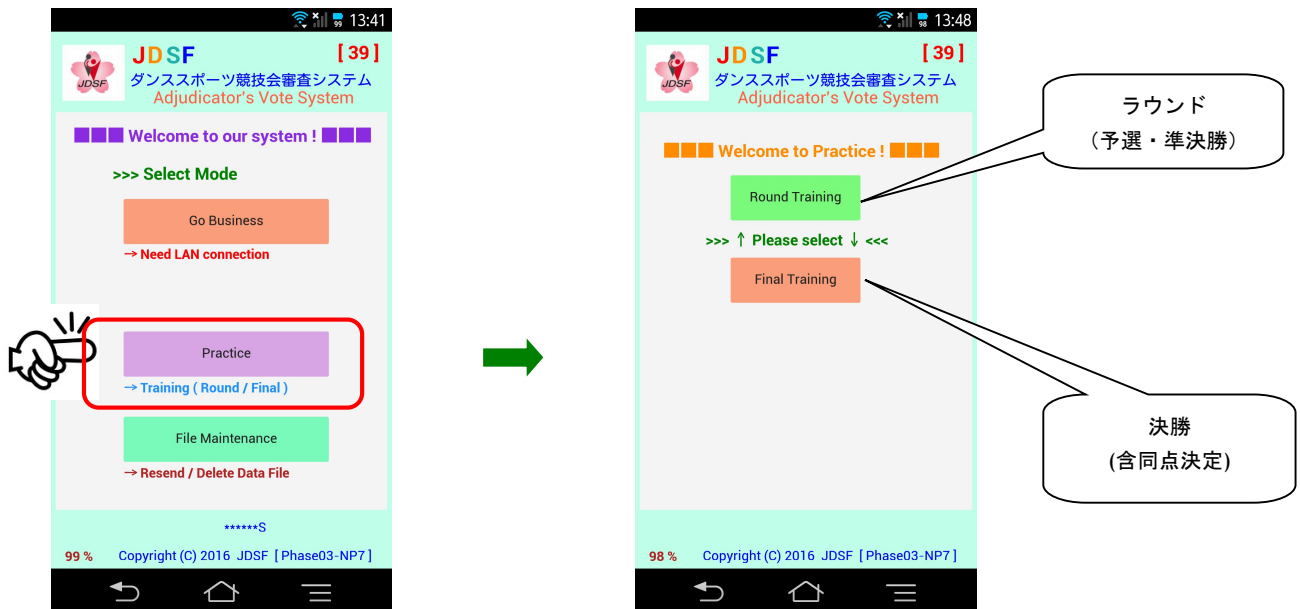 13:41
JDSF
[ 39 ]
JDSF
ダンススポーツ競技会審査システム
Adjudicator's Vote System
■■■ Welcome to our system ! ■■■
>>> Select Mode
Go Business
→ Need LAN connection
Practice
→ Training ( Round / Final )
File Maintenance
→ Resend / Delete Data File
******S
99 %
Copyright (C) 2016 JDSF [ Phase03-NP7 ]
13:48
JDSF
[ 39 ]
JDSF
ダンススポーツ競技会審査システム
Adjudicator's Vote System
■■■ Welcome to Practice ! ■■■
Round Training
>>> ↑ Please select ↓ <<<
Final Training
98 %
Copyright (C) 2016 JDSF [ Phase03-NP7 ]
ラウンド
（予選・準決勝）
決勝
(含同点決定)